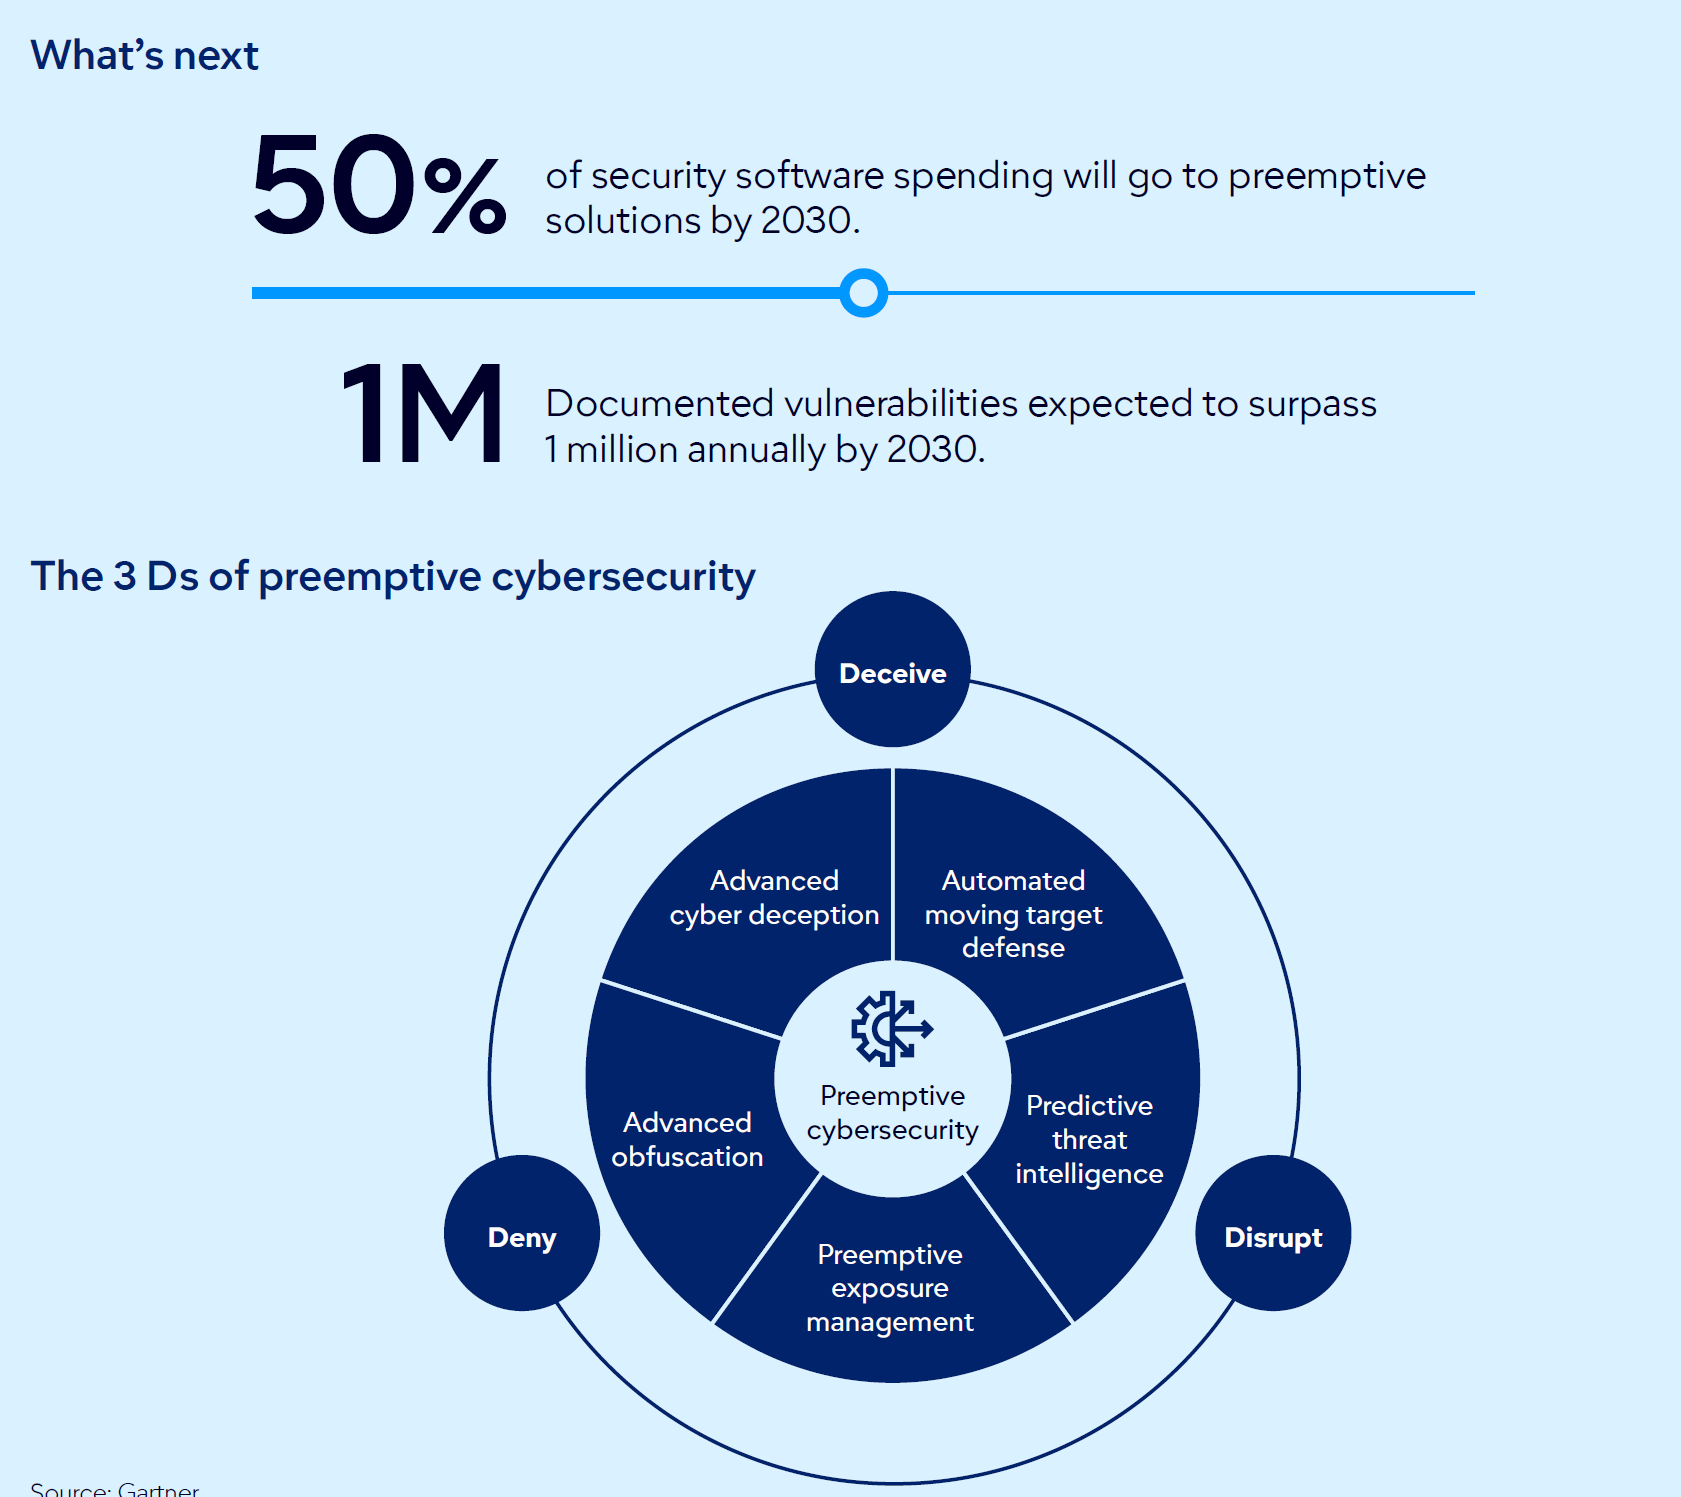 What's next
50%
of security software spending will go to preemptive
solutions by 2030.
1M
Documented vulnerabilities expected to surpass
1 million annually by 2030.
The 3 Ds of preemptive cybersecurity
Deceive
Advanced
cyber deception
Automated
moving target
defense
Preemptive
cybersecurity
Advanced
obfuscation
Predictive
threat
intelligence
Preemptive
exposure
management
Deny
Disrupt
Source: Gartner